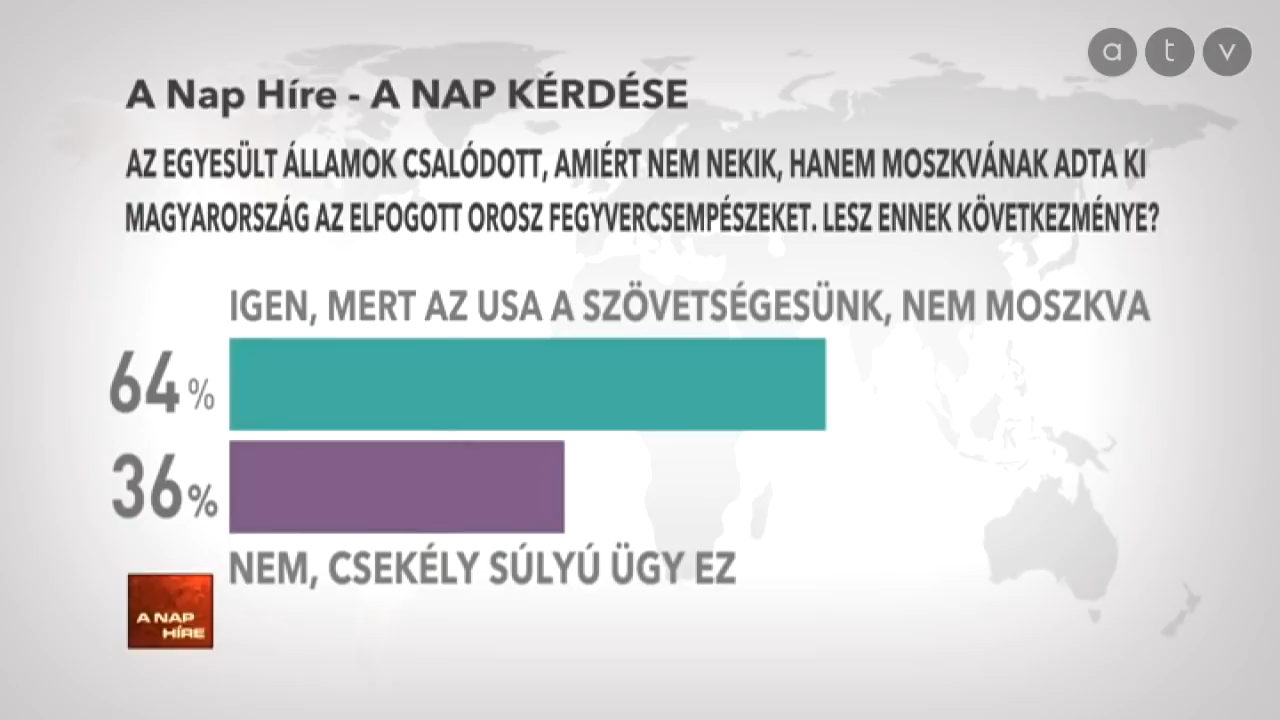 a t v
A Nap Híre - A NAP KÉRDÉSE
AZ EGYESÜLT ÁLLAMOK CSALÓDOTT, AMIÉRT NEM NEKIK, HANEM MOSZKVÁNAK ADTA KI
MAGYARORSZÁG AZ ELFOGOTT OROSZ FEGYVERCSEMPÉSZEKET. LESZ ENNEK KÖVETKEZMÉNYE?
IGEN, MERT AZ USA A SZÖVETSÉGESÜNK, NEM MOSZKVA
64 %
36%
NEM, CSEKÉLY SÚLYÚ ÜGY EZ
A NAP
HÍRE